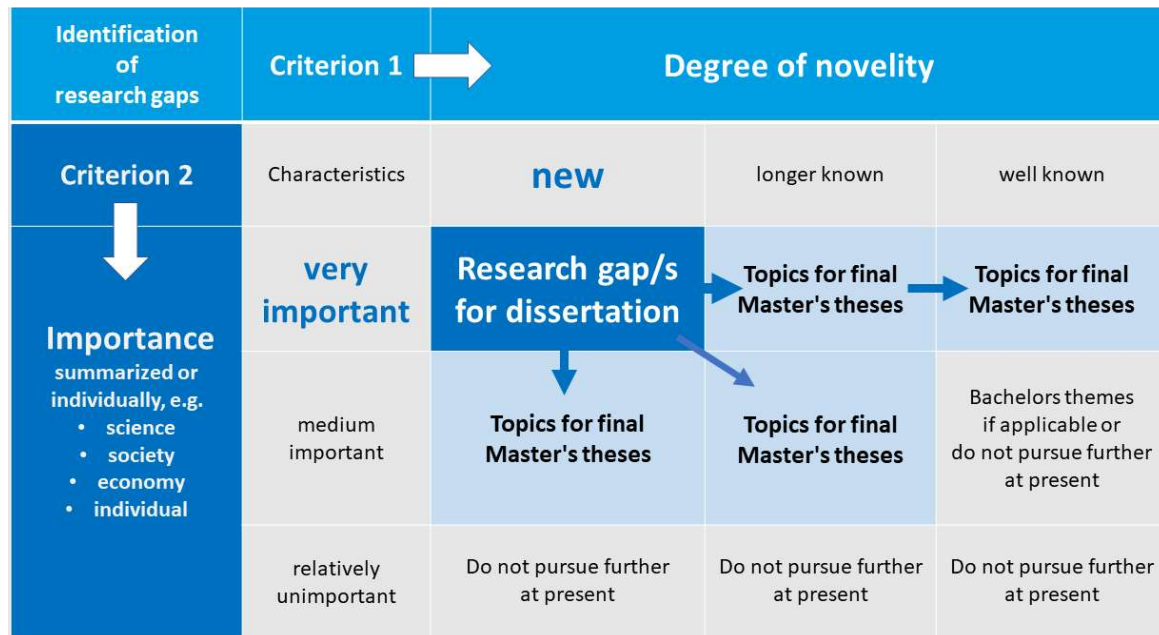 Identification
of
research gaps
Criterion 1
Degree of novelity
Criterion 2
Characteristics
new
longer known
well known
Importance
summarized or
individually, e.g.
• science
• society
• economy
• individual
very
important
Research gap/s
for dissertation
Topics for final
Master's theses
Topics for final
Master's theses
medium
important
Topics for final
Master's theses
Topics for final
Master's theses
Bachelors themes
if applicable or
do not pursue further
at present
relatively
unimportant
Do not pursue further
at present
Do not pursue further
at present
Do not pursue further
at present